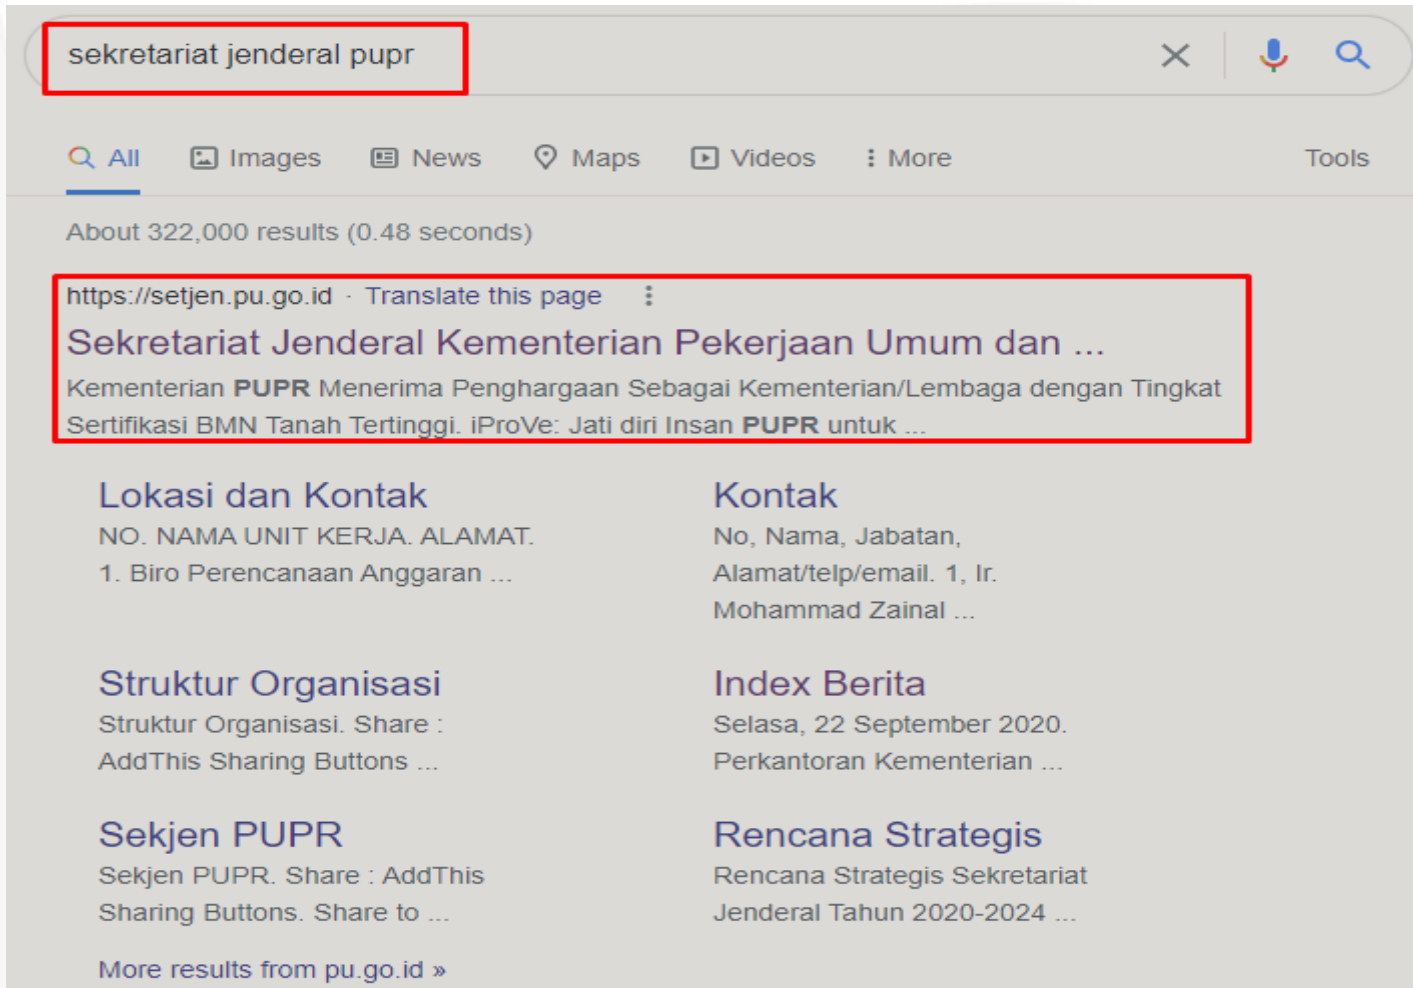 sekretariat jenderal pupr
All Images News Maps Videos More Tools
About 322,000 results (0.48 seconds)
https://setjen.pu.go.id · Translate this page
Sekretariat Jenderal Kementerian Pekerjaan Umum dan ...
Kementerian PUPR Menerima Penghargaan Sebagai Kementerian/Lembaga dengan Tingkat
Sertifikasi BMN Tanah Tertinggi. iProVe: Jati diri Insan PUPR untuk ...
Lokasi dan Kontak
NO. NAMA UNIT KERJA. ALAMAT.
1. Biro Perencanaan Anggaran ...
Kontak
No, Nama, Jabatan,
Alamat/telp/email. 1, Ir.
Mohammad Zainal ...
Struktur Organisasi
Struktur Organisasi. Share :
AddThis Sharing Buttons ...
Index Berita
Selasa, 22 September 2020.
Perkantoran Kementerian ...
Sekjen PUPR
Sekjen PUPR. Share : AddThis
Sharing Buttons. Share to ...
Rencana Strategis
Rencana Strategis Sekretariat
Jenderal Tahun 2020-2024 ...
More results from pu.go.id »